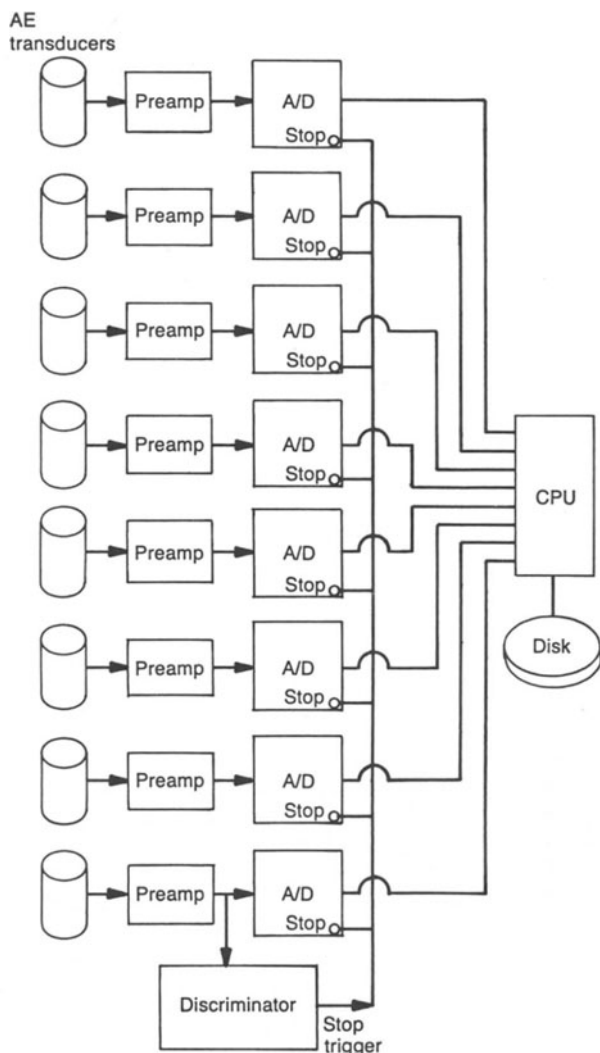 AE
transducers
Preamp
A/D
Stop
Preamp
A/D
Stop
Preamp
A/D
Stop
Preamp
A/D
Stop
CPU
Preamp
A/D
Stop
Disk
Preamp
A/D
Stop
Preamp
A/D
Stop
Preamp
A/D
Stop
Discriminator
Stop
trigger